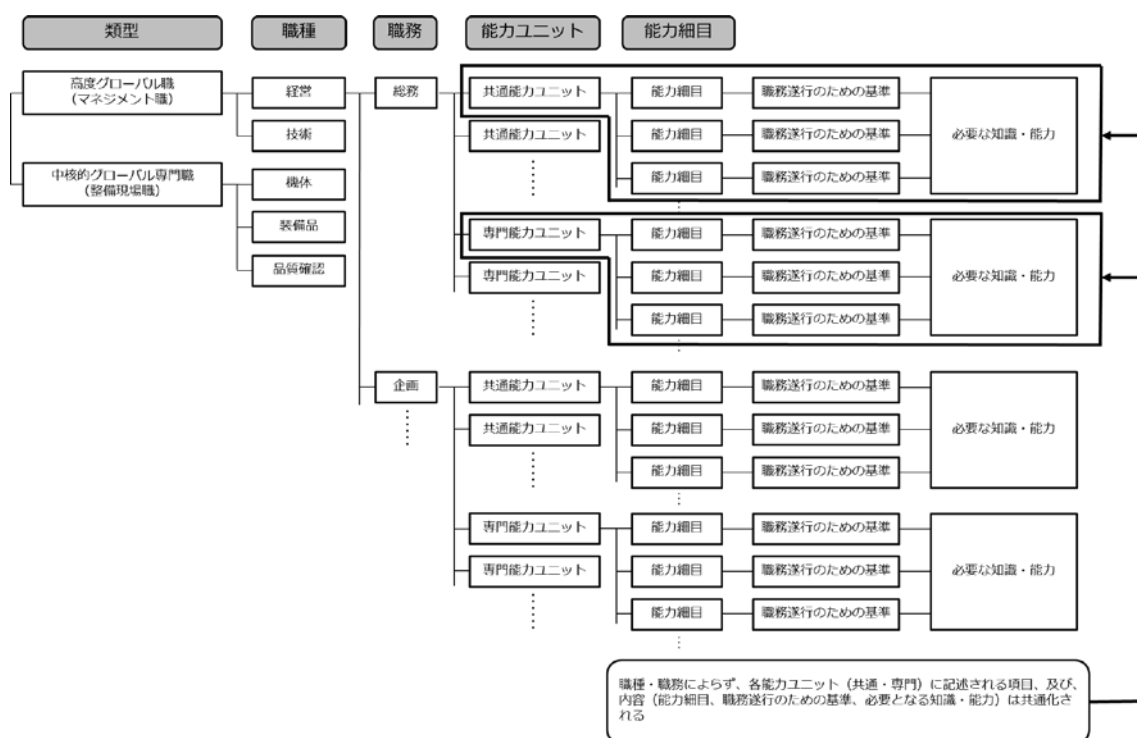 類型
職種
職務
能力ユニット
能力細目
高度グローバル職
(マネジメント職)
経営
総務
共通能力ユニット
能力細目
職務遂行のための基準
技術
共通能力ユニット
能力細目
職務遂行のための基準
必要な知識・能力
中核的グローバル専門職
(整備現場職)
機体
能力細目
職務遂行のための基準
装備品
専門能力ユニット
能力細目
職務遂行のための基準
品質確認
専門能力ユニット
能力細目
職務遂行のための基準
必要な知識・能力
能力細目
職務遂行のための基準
企画
共通能力ユニット
能力細目
職務遂行のための基準
共通能力ユニット
能力細目
職務遂行のための基準
必要な知識・能力
能力細目
職務遂行のための基準
専門能力ユニット
能力細目
職務遂行のための基準
専門能力ユニット
能力細目
職務遂行のための基準
必要な知識・能力
能力細目
職務遂行のための基準
職種・職務によらず、各能力ユニット(共通・専門)に記述される項目、及び、
内容(能力細目、職務遂行のための基準、必要となる知識・能力)は共通化さ
れる